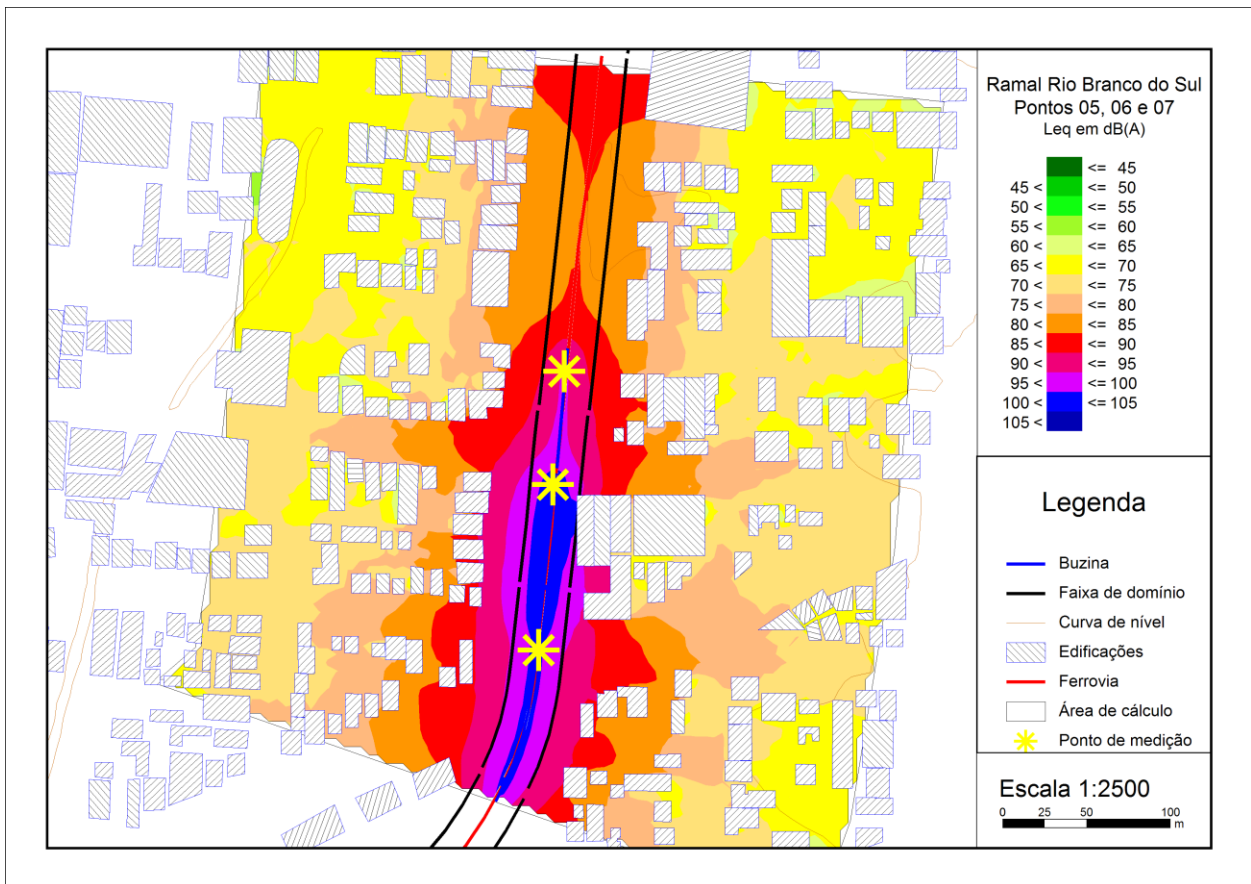 Ramal Rio Branco do Sul
Pontos 05, 06 e 07
Leq em dB(A)
<= 45
45 < <= 50
50 < <= 55
55 < <= 60
60 < <= 65
65 < <= 70
70 < <= 75
75 < <= 80
80 < <= 85
85 < <= 90
90 < <= 95
95 < <= 100
100 < <= 105
105 <
Legenda
Buzina
Faixa de domínio
Curva de nível
Edificações
Ferrovia
Área de cálculo
Ponto de medição
Escala 1:2500
0 25 50 100
m